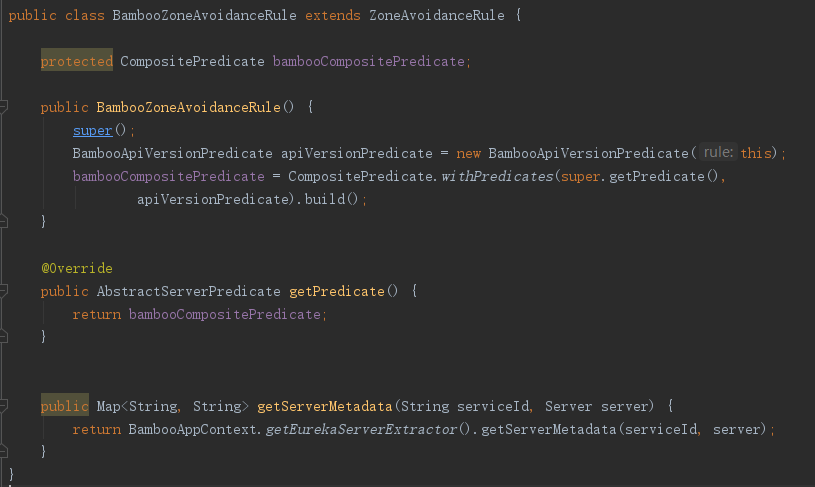 public class BambooZoneAvoidanceRule extends ZoneAvoidanceRule {
protected CompositePredicate bambooCompositePredicate;
public BambooZoneAvoidanceRule() {
super();
BambooApiVersionPredicate apiVersionPredicate = new BambooApiVersionPredicate( rule: this);
bambooCompositePredicate = CompositePredicate.withPredicates(super.getPredicate(),
apiVersionPredicate).build();
}
@Override
public AbstractServerPredicate getPredicate() {
return bambooCompositePredicate;
}
public Map<String, String> getServerMetadata(String serviceId, Server server) {
return BambooAppContext.getEurekaServerExtractor().getServerMetadata(serviceId, server);
}
}